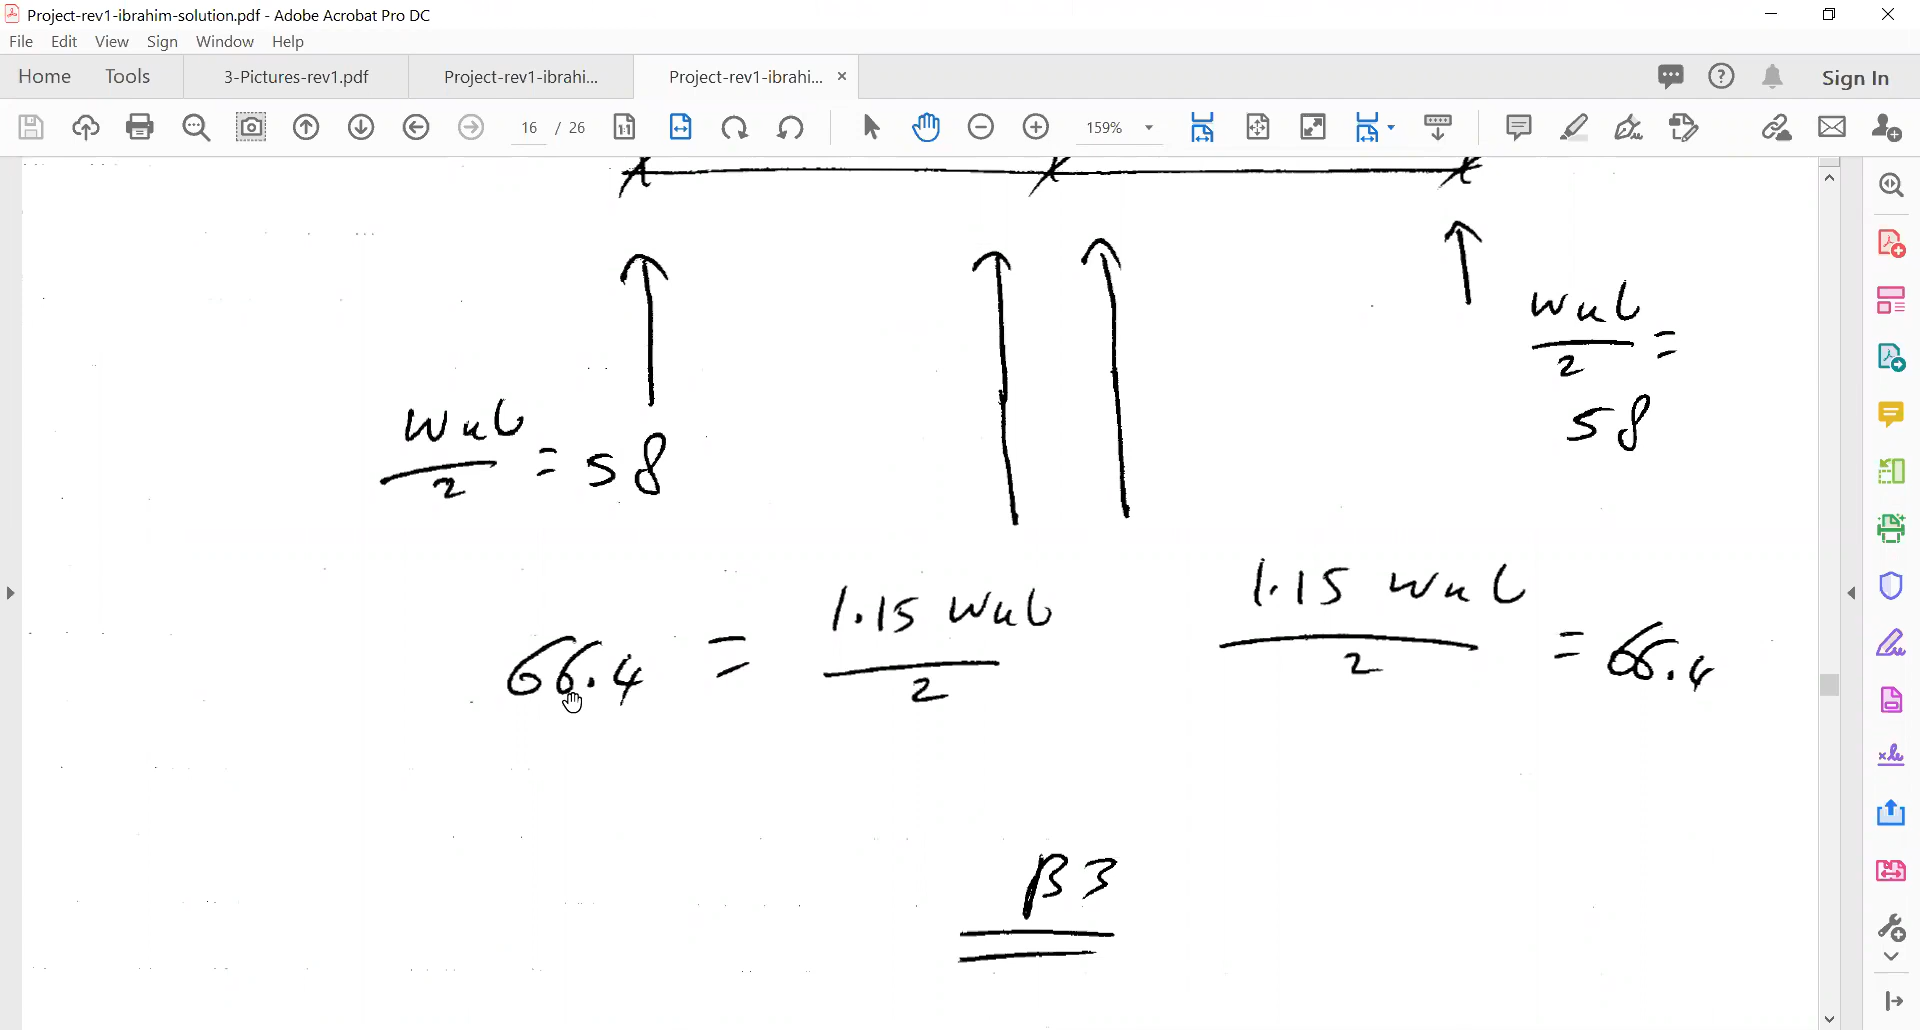 Project-rev1-ibrahim-solution.pdf - Adobe Acrobat Pro DC
File Edit View Sign Window Help
Home Tools 3-Pictures-rev1.pdf Project-rev1-ibrahi... Project-rev1-ibrahi... × Sign In
16 / 26 159%
WuL
2 =
58
WuL
2 = 58
66.4 = 1.15 WuL
2
1.15 WuL
2 = 66.4
B3